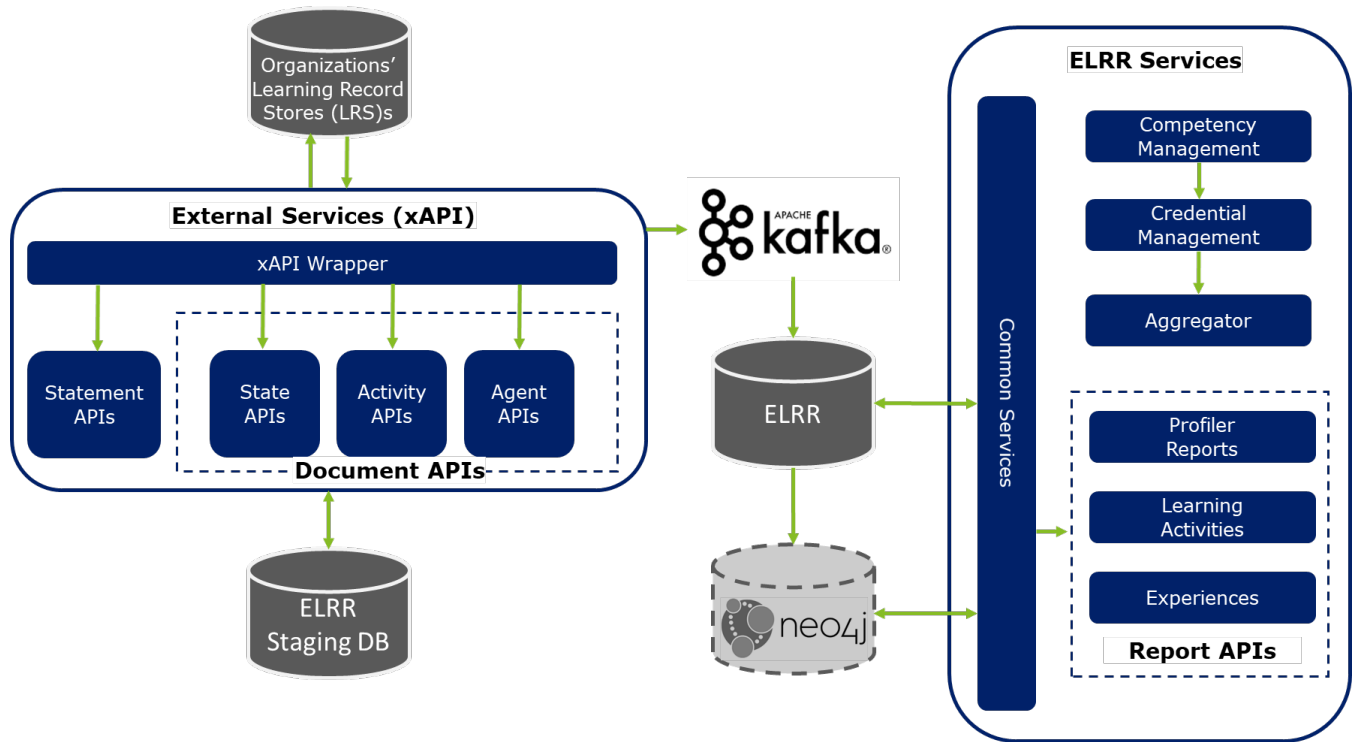 Organizations’
Learning Record
Stores (LRS)s
External Services (xAPI)
xAPI Wrapper
Statement
APIs
State
APIs
Activity
APIs
Agent
APIs
Document APIs
ELRR
Staging DB
APACHE
kafka®
ELRR
neo4j
ELRR Services
Common Services
Competency
Management
Credential
Management
Aggregator
Profiler
Reports
Learning
Activities
Experiences
Report APIs